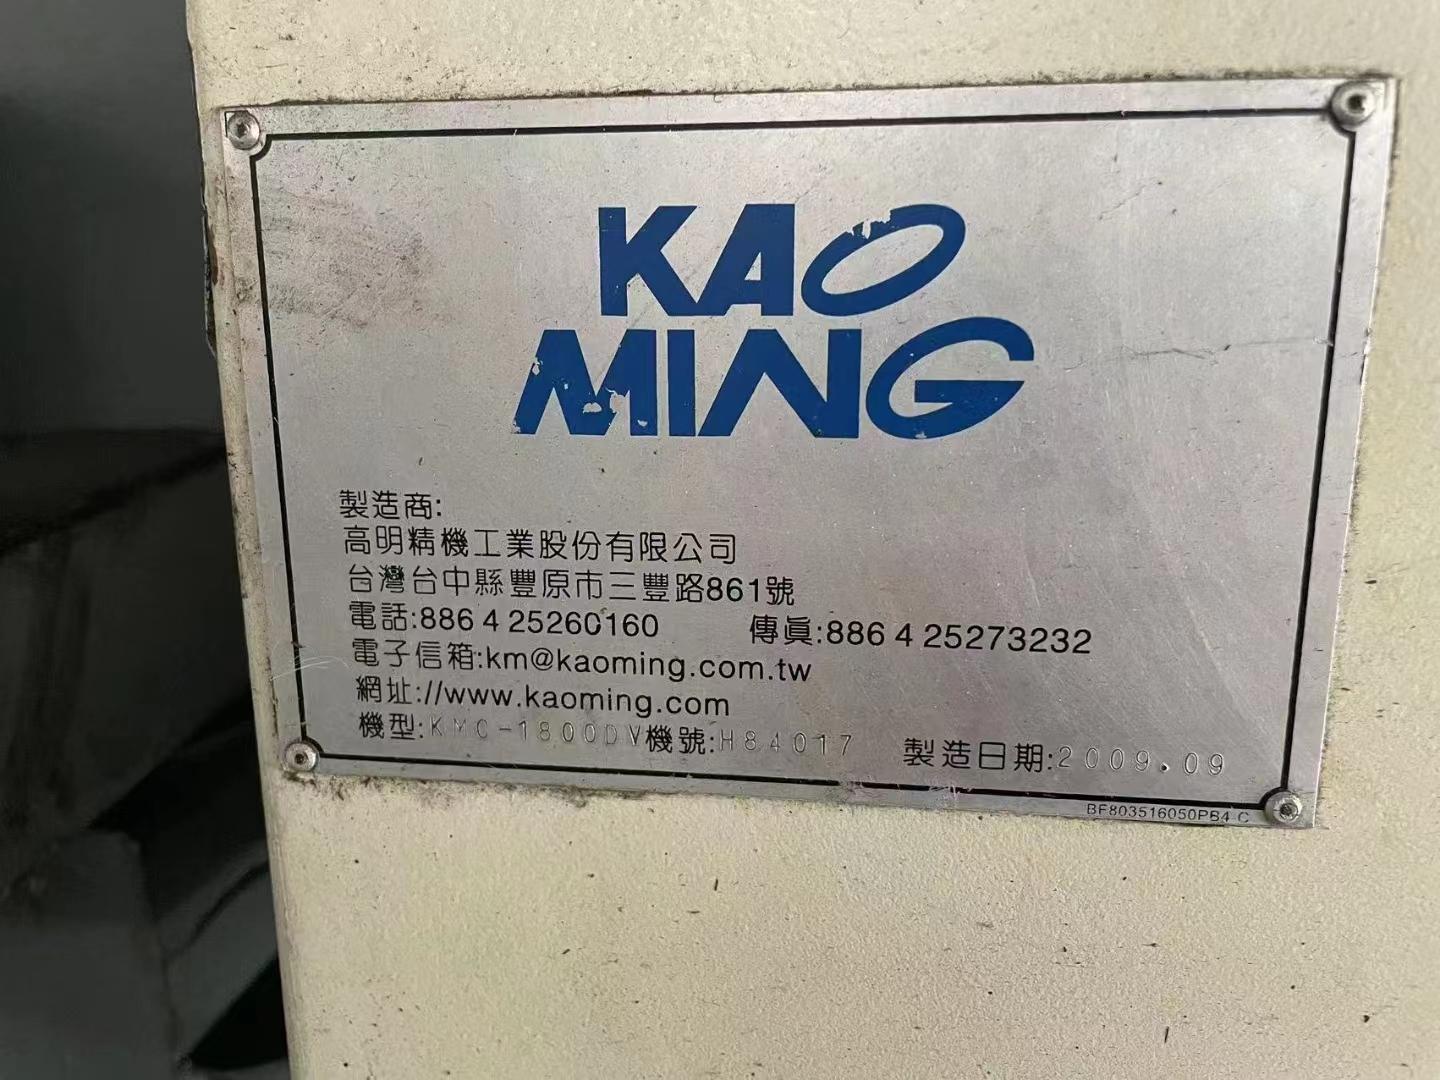 KAO
MING
製造商:
高明精機工業股份有限公司
台灣台中縣豐原市三豐路861號
電話:886 4 25260160 傳眞:886 4 25273232
電子信箱:km@kaoming.com.tw
網址://www.kaoming.com
機型:KMC-1800DV機號:H84017 製造日期:2009.09
BF803516050PB4 C